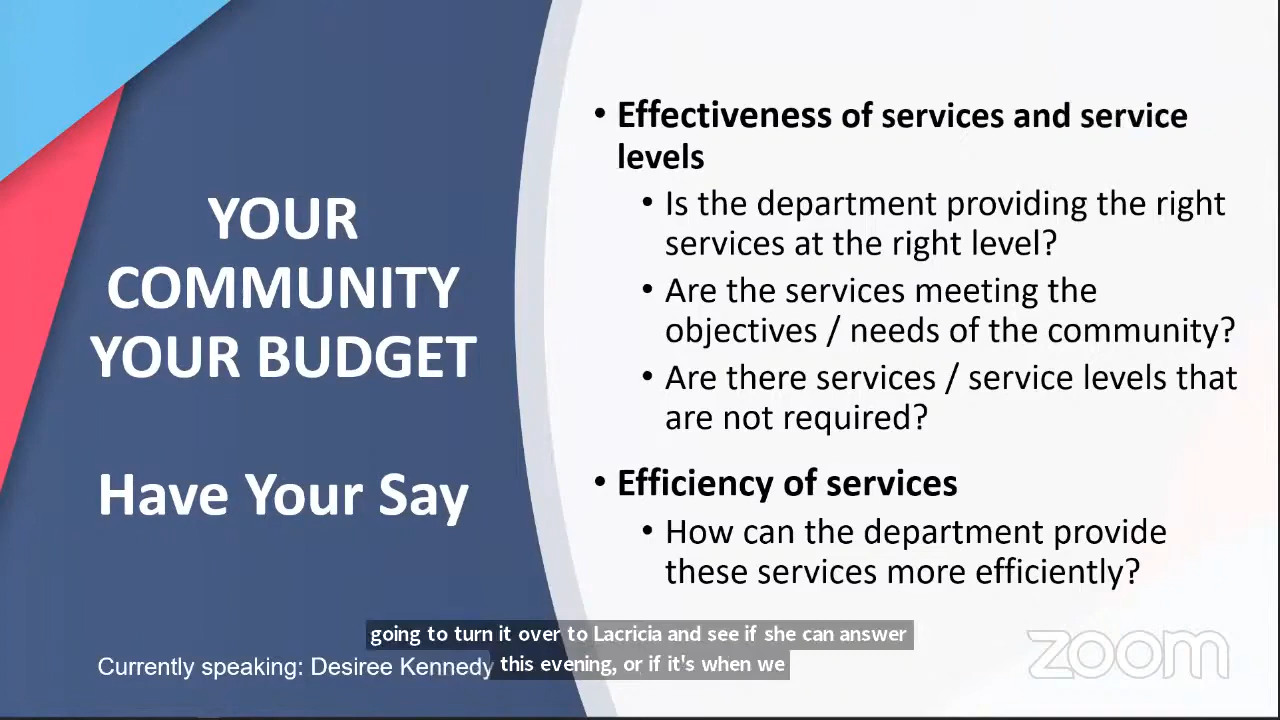 YOUR
COMMUNITY
YOUR BUDGET
Have Your Say
• Effectiveness of services and service
levels
• Is the department providing the right
services at the right level?
• Are the services meeting the
objectives / needs of the community?
• Are there services / service levels that
are not required?
• Efficiency of services
• How can the department provide
these services more efficiently?
going to turn it over to Lacricia and see if she can answer
this evening, or if it's when we
Currently speaking: Desiree Kennedy
zoom